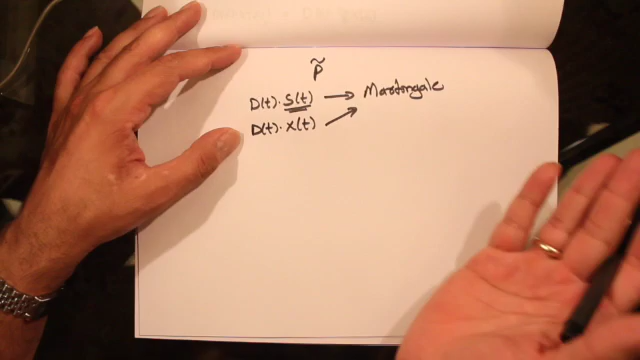 P̃
D(t)·S(t) → Martingale
D(t)·X(t) ↗